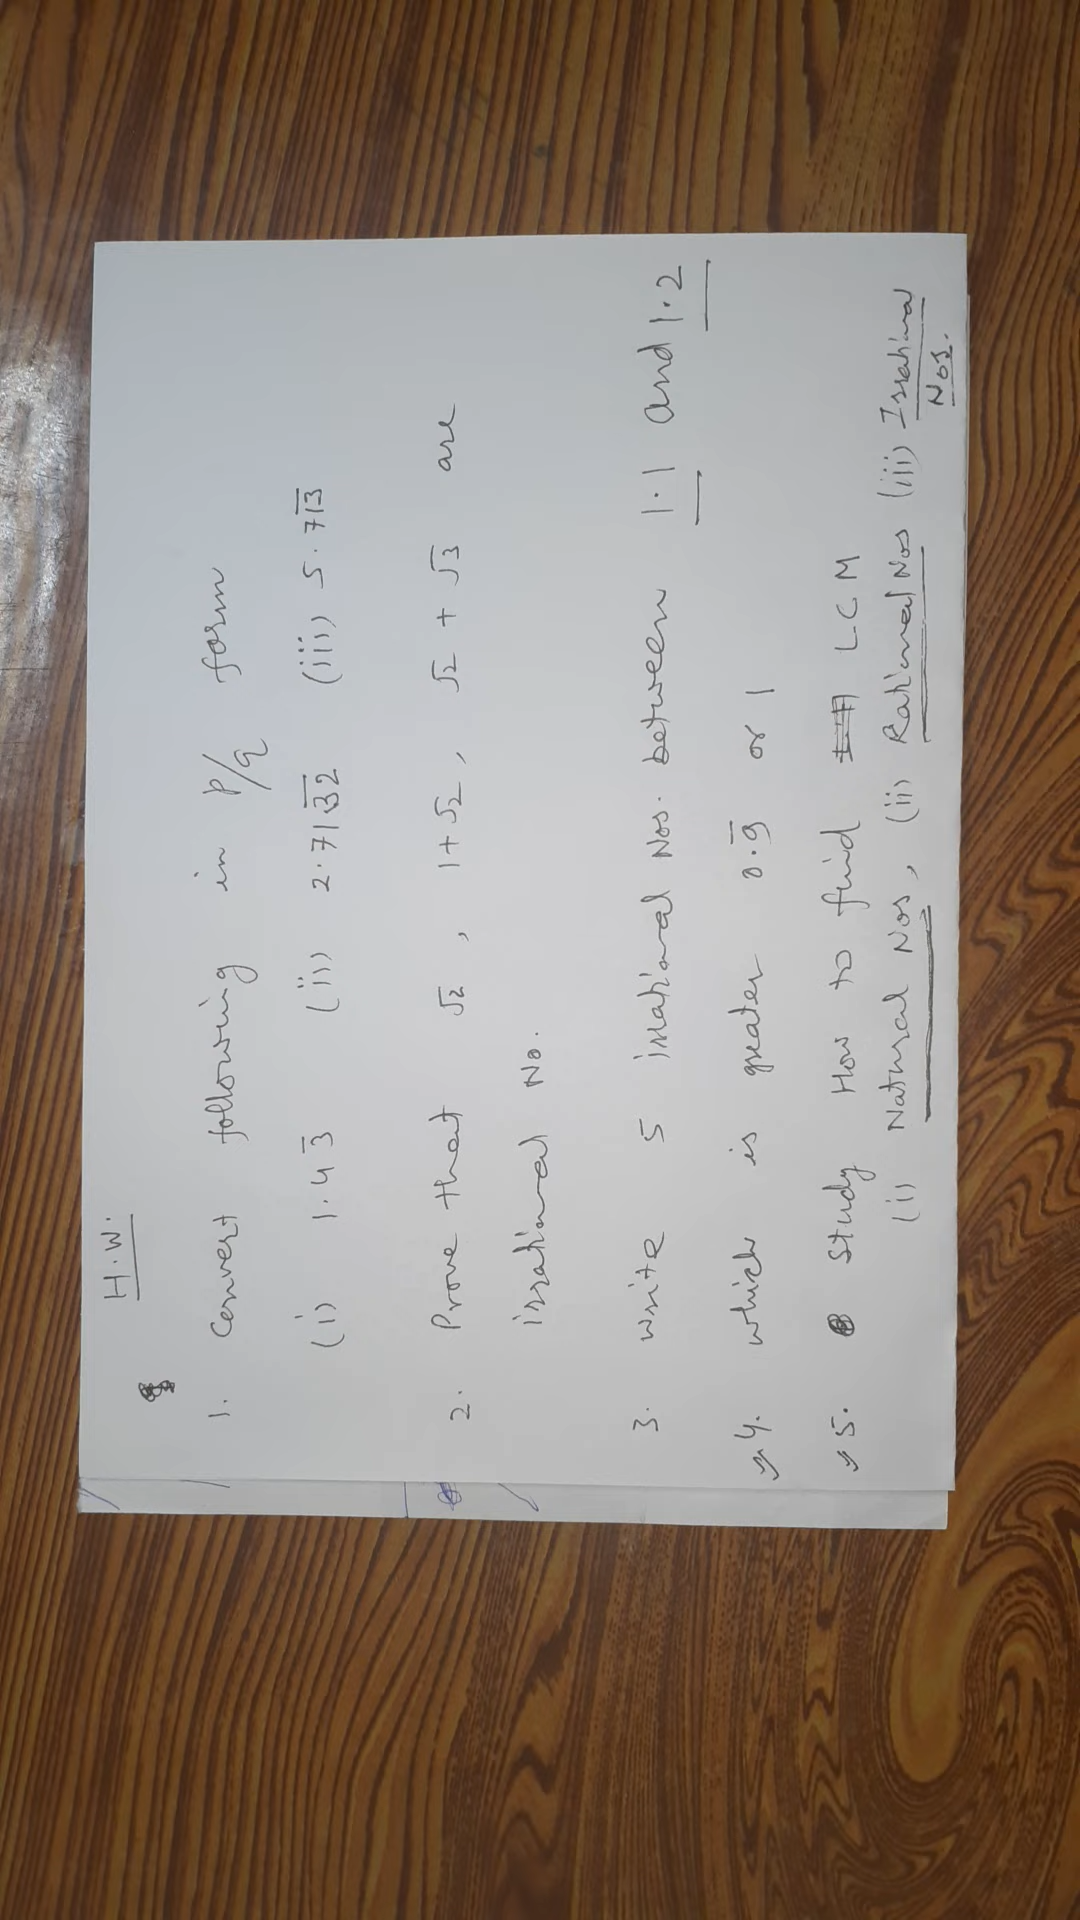 H.W.
1. Convert following in P/q form
(i) 1.43̅ (ii) 2.713̅2̅ (iii) 5.71̅3̅
2. Prove that √2, 1+√2, √2 + √3 are
irrational No.
3. write 5 irrational Nos. between 1.1 and 1.2
4. which is greater 0.9̅ or 1
5. Study How to find LCM
(i) Natural Nos, (ii) Rational Nos (iii) Irrational
Nos.